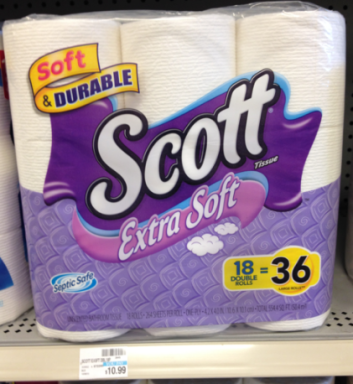 Soft
& DURABLE
Scott
Tissue
Extra Soft
18 = 36
DOUBLE
ROLLS
Septic Safe
10.99